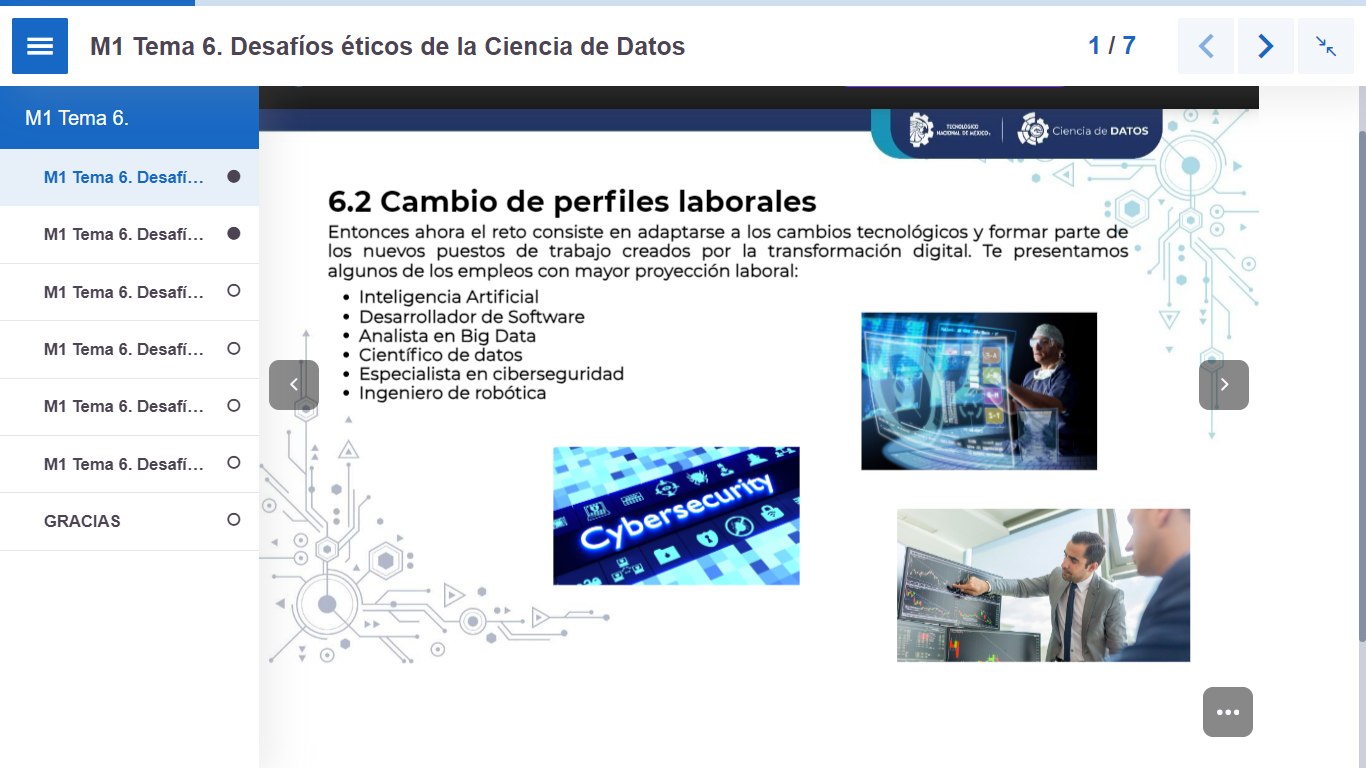 M1 Tema 6. Desafíos éticos de la Ciencia de Datos
1 / 7
M1 Tema 6.
M1 Tema 6. Desafí...
M1 Tema 6. Desafí...
M1 Tema 6. Desafí...
M1 Tema 6. Desafí...
M1 Tema 6. Desafí...
M1 Tema 6. Desafí...
GRACIAS
TECNOLÓGICO
NACIONAL DE MÉXICO
Ciencia de DATOS
6.2 Cambio de perfiles laborales
Entonces ahora el reto consiste en adaptarse a los cambios tecnológicos y formar parte de
los nuevos puestos de trabajo creados por la transformación digital. Te presentamos
algunos de los empleos con mayor proyección laboral:
• Inteligencia Artificial
• Desarrollador de Software
• Analista en Big Data
• Científico de datos
• Especialista en ciberseguridad
• Ingeniero de robótica
Cybersecurity